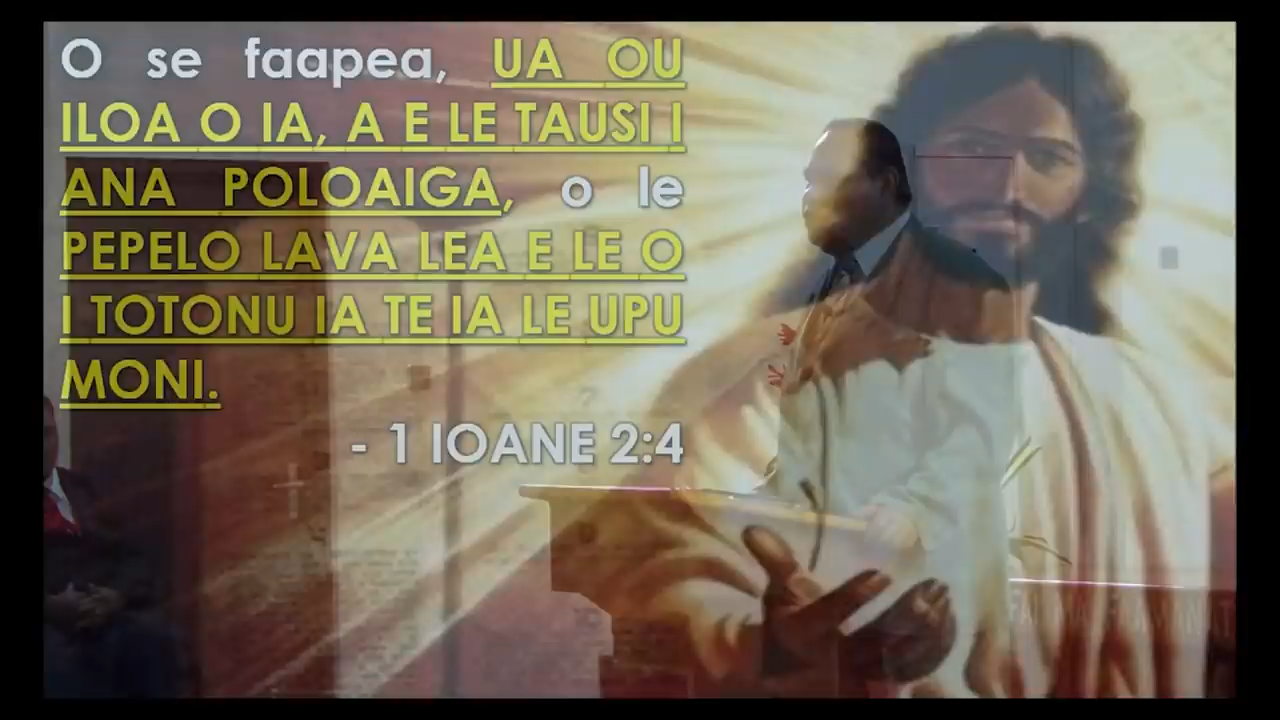 O se faapea, UA OU
ILOA O IA, A E LE TAUSI I
ANA POLOAIGA, o le
PEPELO LAVA LEA E LE O
I TOTONU IA TE IA LE UPU
MONI.
- 1 IOANE 2:4